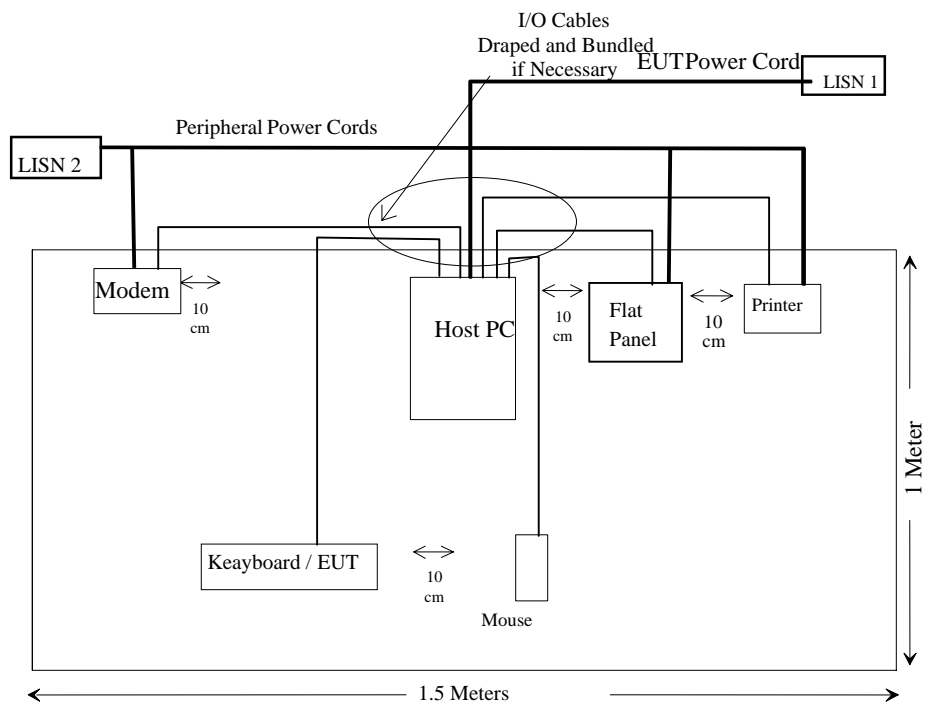 I/O Cables
Draped and Bundled
if Necessary
EUTPower Cord
LISN 1
Peripheral Power Cords
LISN 2
Modem
10
cm
Host PC
10
cm
Flat
Panel
10
cm
Printer
1 Meter
Keayboard / EUT
10
cm
Mouse
1.5 Meters